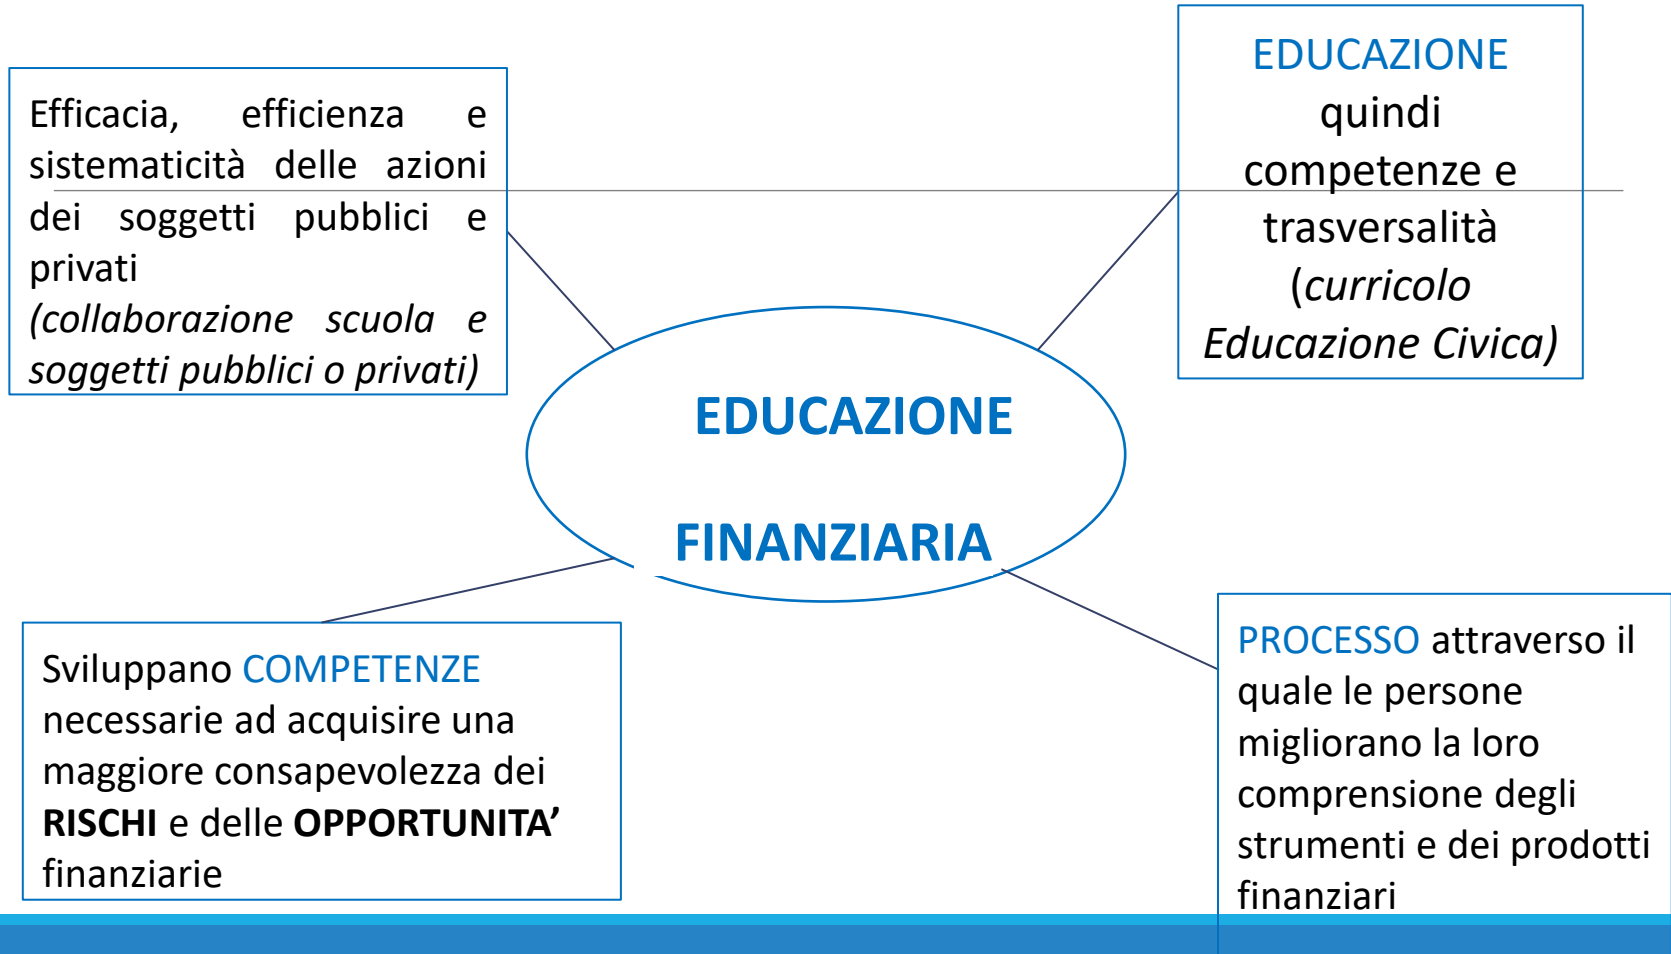 Efficacia, efficienza e
sistematicità delle azioni
dei soggetti pubblici e
privati
(collaborazione scuola e
soggetti pubblici o privati)
EDUCAZIONE
quindi
competenze e
trasversalità
(curricolo
Educazione Civica)
EDUCAZIONE
FINANZIARIA
Sviluppano COMPETENZE
necessarie ad acquisire una
maggiore consapevolezza dei
RISCHI e delle OPPORTUNITA’
finanziarie
PROCESSO attraverso il
quale le persone
migliorano la loro
comprensione degli
strumenti e dei prodotti
finanziari